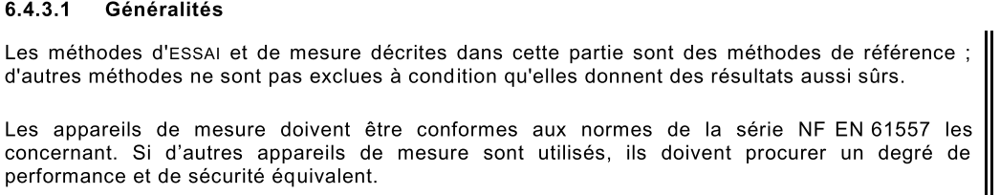 6.4.3.1 Généralités
Les méthodes d'ESSAI et de mesure décrites dans cette partie sont des méthodes de référence ;
d'autres méthodes ne sont pas exclues à condition qu'elles donnent des résultats aussi sûrs.
Les appareils de mesure doivent être conformes aux normes de la série NF EN 61557 les
concernant. Si d’autres appareils de mesure sont utilisés, ils doivent procurer un degré de
performance et de sécurité équivalent.